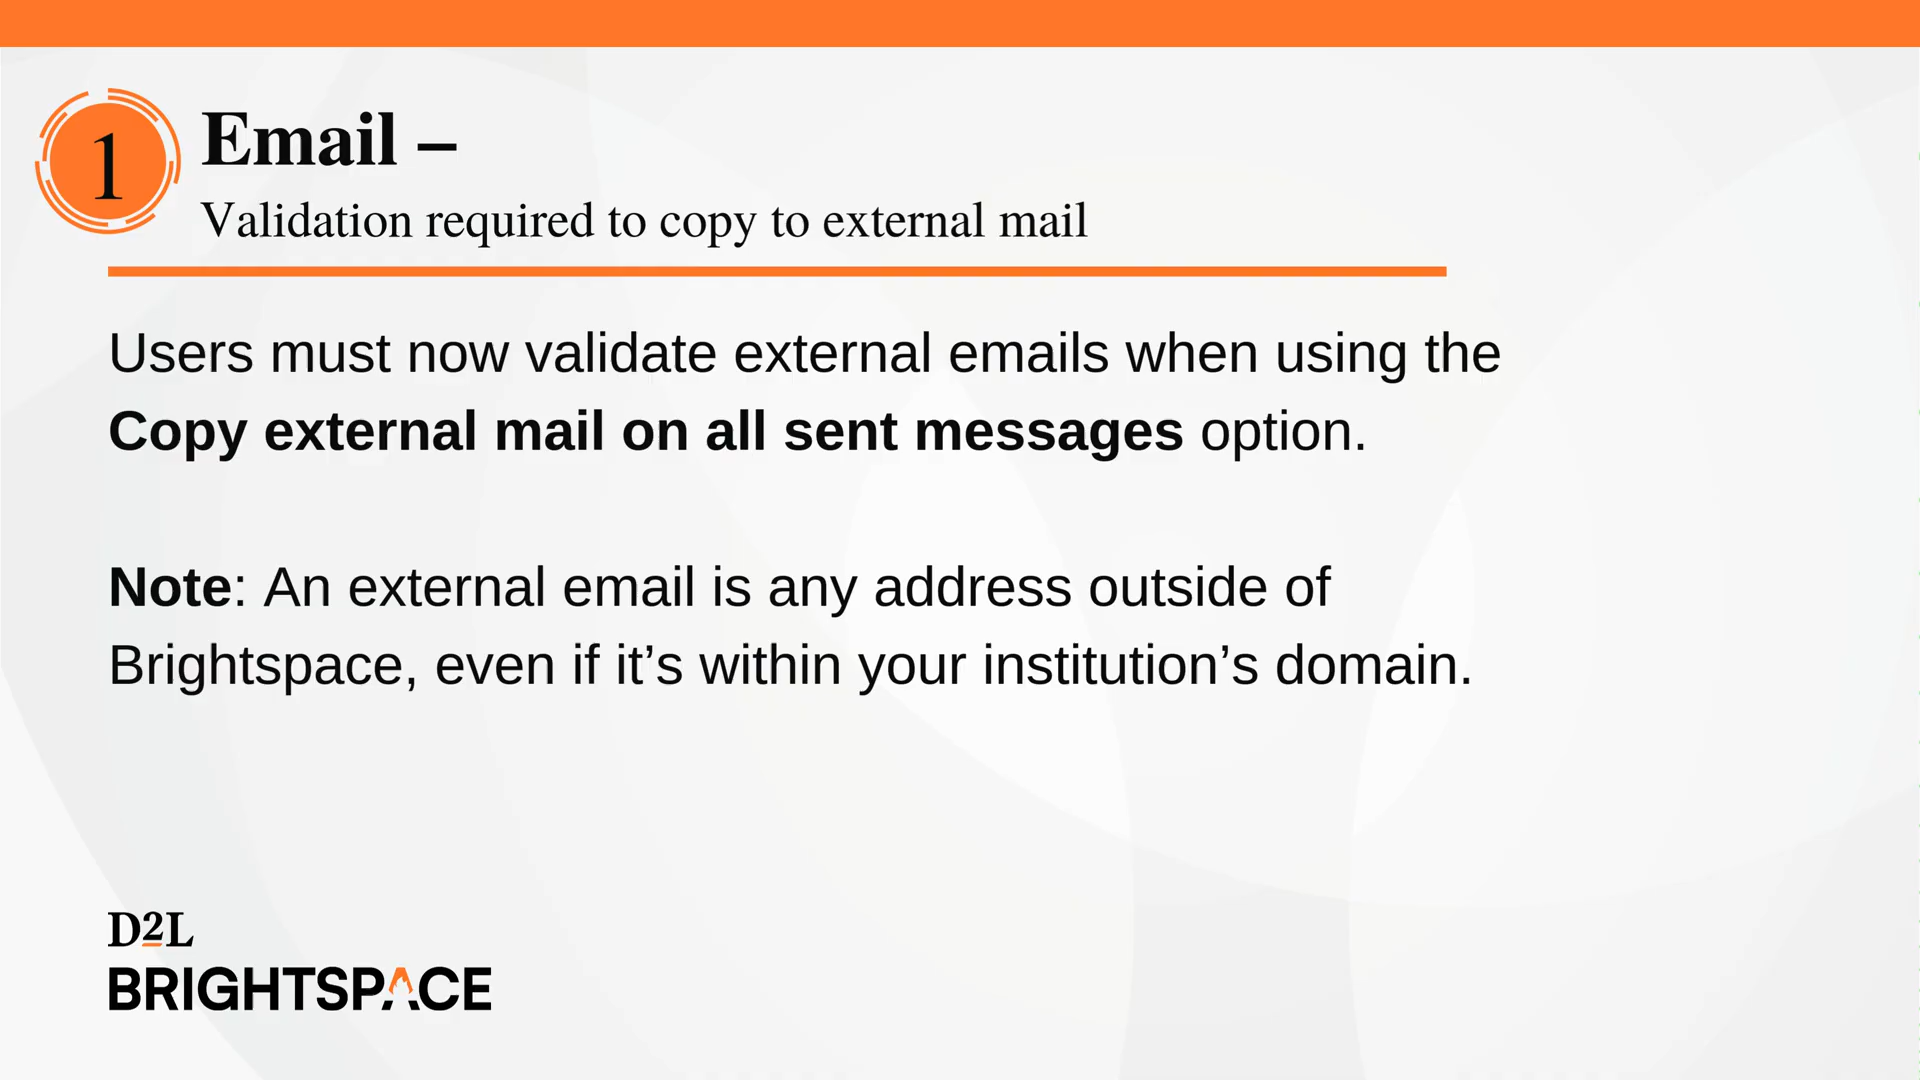 1
Email –
Validation required to copy to external mail
Users must now validate external emails when using the
Copy external mail on all sent messages option.
Note: An external email is any address outside of
Brightspace, even if it’s within your institution’s domain.
D2L
BRIGHTSPACE